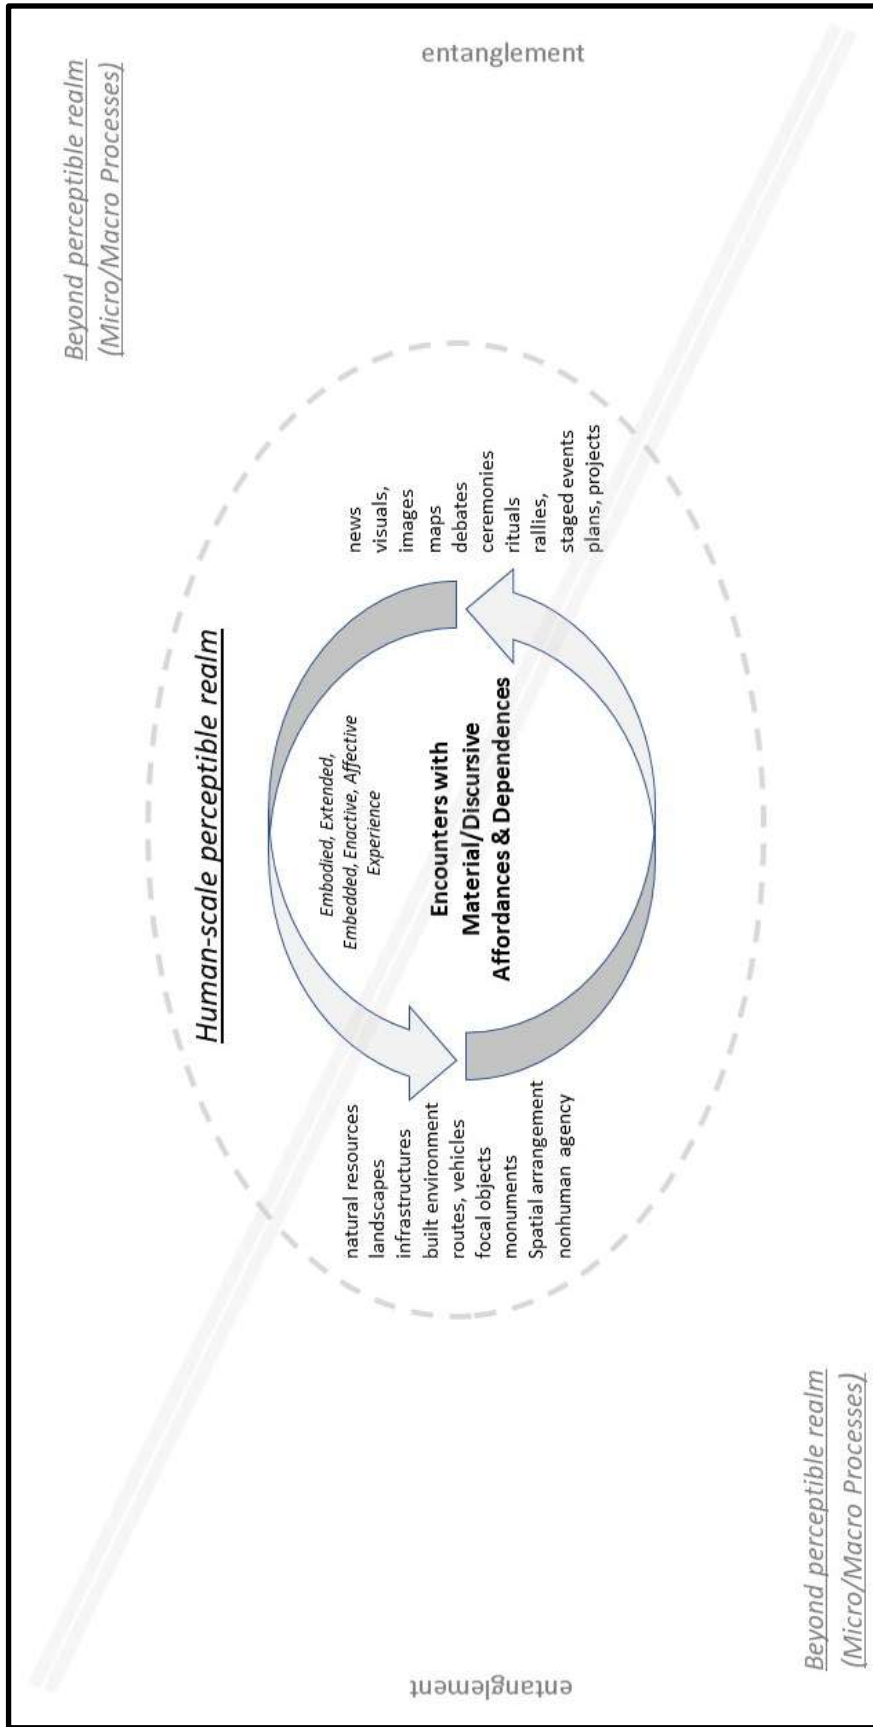 Beyond perceptible realm
(Micro/Macro Processes)
entanglement
Human-scale perceptible realm
Embodied, Extended,
Embedded, Enactive, Affective
Experience
Encounters with
Material/Discursive
Affordances & Dependences
natural resources
landscapes
infrastructures
built environment
routes, vehicles
focal objects
monuments
Spatial arrangement
nonhuman agency
news
visuals,
images
maps
debates
ceremonies
rituals
rallies,
staged events
plans, projects
entanglement
Beyond perceptible realm
(Micro/Macro Processes)